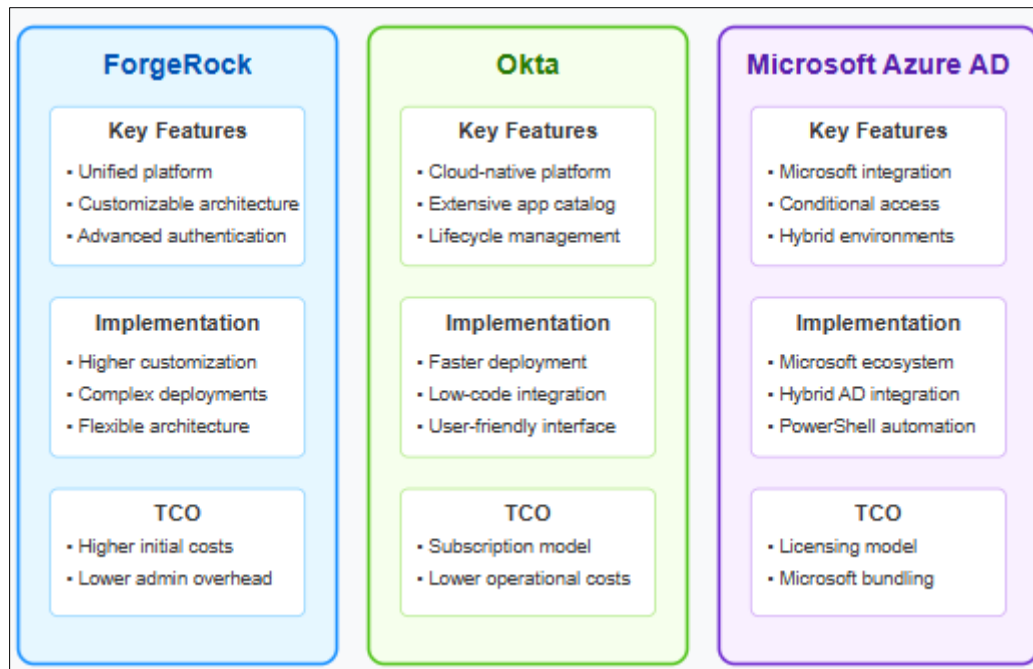 ForgeRock
Key Features
▪ Unified platform
▪ Customizable architecture
▪ Advanced authentication
Implementation
▪ Higher customization
▪ Complex deployments
▪ Flexible architecture
TCO
▪ Higher initial costs
▪ Lower admin overhead
Okta
Key Features
▪ Cloud-native platform
▪ Extensive app catalog
▪ Lifecycle management
Implementation
▪ Faster deployment
▪ Low-code integration
▪ User-friendly interface
TCO
▪ Subscription model
▪ Lower operational costs
Microsoft Azure AD
Key Features
▪ Microsoft integration
▪ Conditional access
▪ Hybrid environments
Implementation
▪ Microsoft ecosystem
▪ Hybrid AD integration
▪ PowerShell automation
TCO
▪ Licensing model
▪ Microsoft bundling